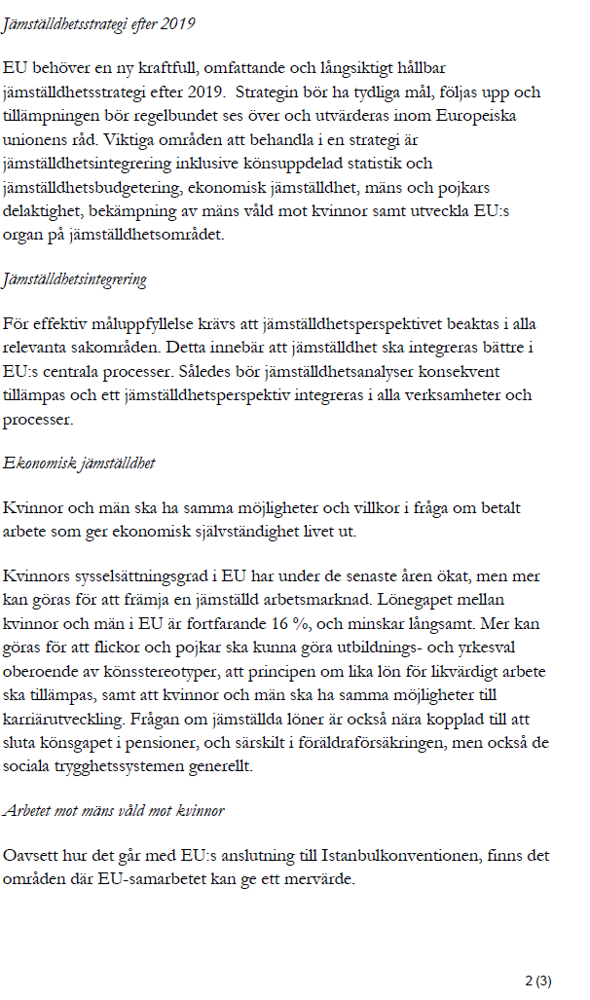 Jämställdhetsstrategi efter 2019
EU behöver en ny kraftfull, omfattande och långsiktigt hållbar
jämställdhetsstrategi efter 2019.  Strategin bör ha tydliga mål, följas upp och
tillämpningen bör regelbundet ses över och utvärderas inom Europeiska
unionens råd. Viktiga områden att behandla i en strategi är
jämställdhetsintegrering inklusive könsuppdelad statistik och
jämställdhetsbudgetering, ekonomisk jämställdhet, mäns och pojkars
delaktighet, bekämpning av mäns våld mot kvinnor samt utveckla EU:s
organ på jämställdhetsområdet.
Jämställdhetsintegrering
För effektiv måluppfyllelse krävs att jämställdhetsperspektivet beaktas i alla
relevanta sakområden. Detta innebär att jämställdhet ska integreras bättre i
EU:s centrala processer. Således bör jämställdhetsanalyser konsekvent
tillämpas och ett jämställdhetsperspektiv integreras i alla verksamheter och
processer.
Ekonomisk jämställdhet
Kvinnor och män ska ha samma möjligheter och villkor i fråga om betalt
arbete som ger ekonomisk självständighet livet ut.
Kvinnors sysselsättningsgrad i EU har under de senaste åren ökat, men mer
kan göras för att främja en jämställd arbetsmarknad. Lönegapet mellan
kvinnor och män i EU är fortfarande 16 %, och minskar långsamt. Mer kan
göras för att flickor och pojkar ska kunna göra utbildnings- och yrkesval
oberoende av könsstereotyper, att principen om lika lön för likvärdigt arbete
ska tillämpas, samt att kvinnor och män ska ha samma möjligheter till
karriärutveckling. Frågan om jämställda löner är också nära kopplad till att
sluta könsgapet i pensioner, och särskilt i föräldraförsäkringen, men också de
sociala trygghetssystemen generellt.
Arbetet mot mäns våld mot kvinnor
Oavsett hur det går med EU:s anslutning till Istanbulkonventionen, finns det
områden där EU-samarbetet kan ge ett mervärde.
2 (3)